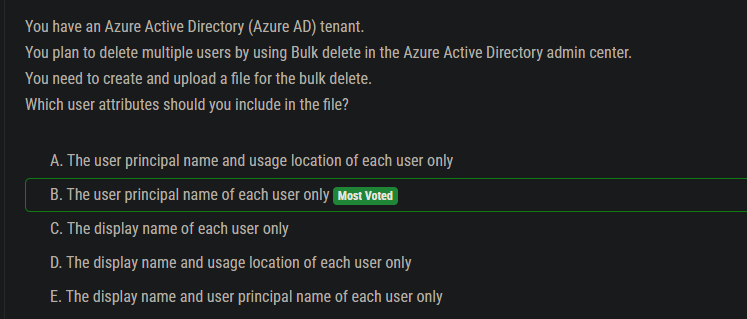 You have an Azure Active Directory (Azure AD) tenant.
You plan to delete multiple users by using Bulk delete in the Azure Active Directory admin center.
You need to create and upload a file for the bulk delete.
Which user attributes should you include in the file?
A. The user principal name and usage location of each user only
B. The user principal name of each user only Most Voted
C. The display name of each user only
D. The display name and usage location of each user only
E. The display name and user principal name of each user only